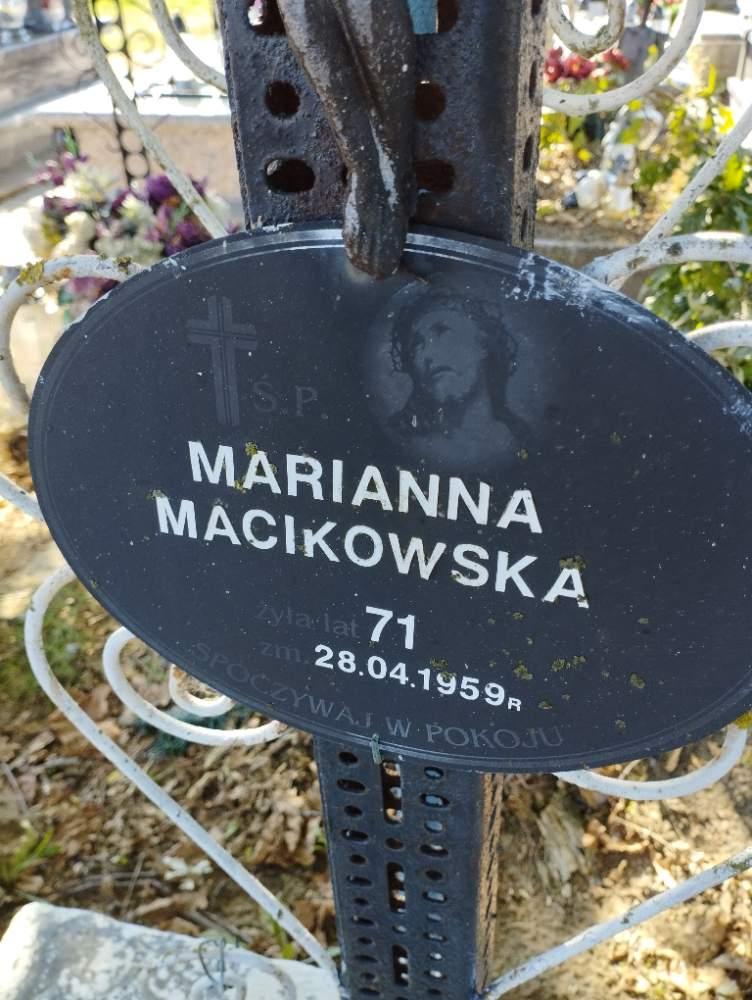 Ś.P.
MARIANNA
MACIKOWSKA
żyła lat 71
zm. 28.04.1959R
SPOCZYWAJ W POKOJU